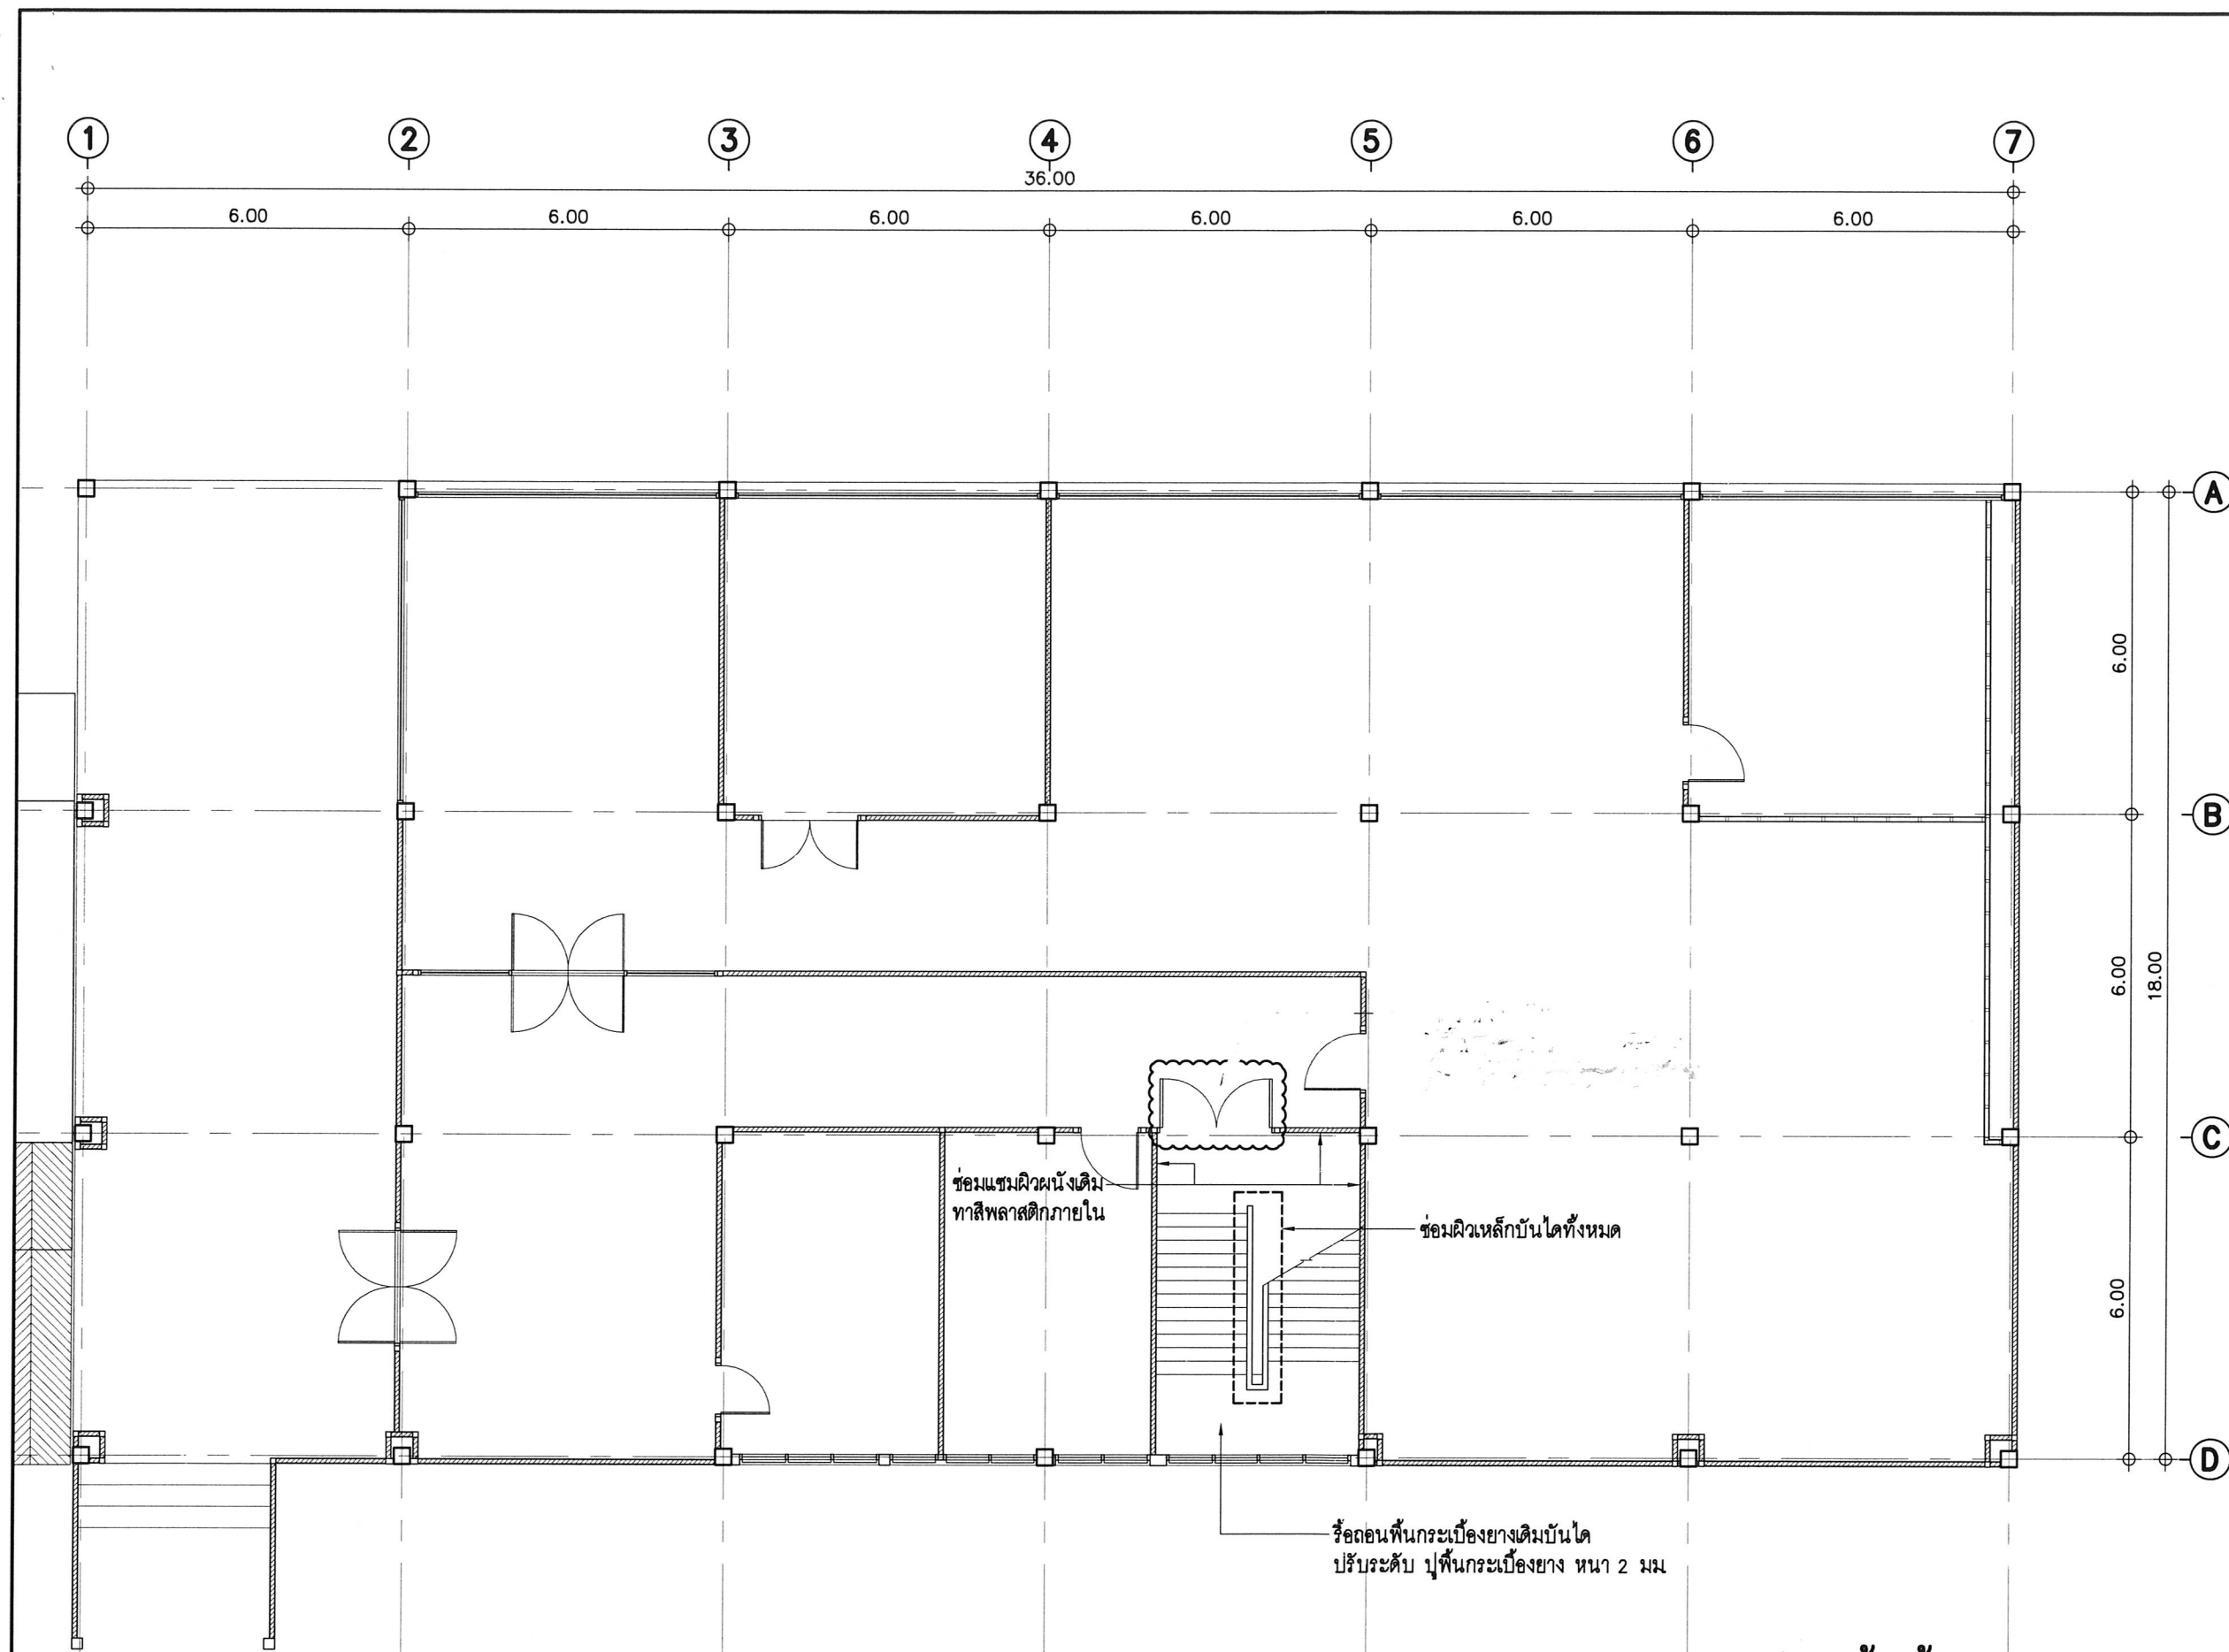 1 2 3 4 5 6 7
36.00
6.00 6.00 6.00 6.00 6.00 6.00
A
6.00
B
6.00
18.00
C
ซ่อมแซมผิวผนังเดิม
ทาสีพลาสติกภายใน
ซ่อมผิวเหล็กบันไดทั้งหมด
6.00
D
รื้อถอนพื้นกระเบื้องยางเดิมบันได
ปรับระดับ ปูพื้นกระเบื้องยาง หนา 2 มม.